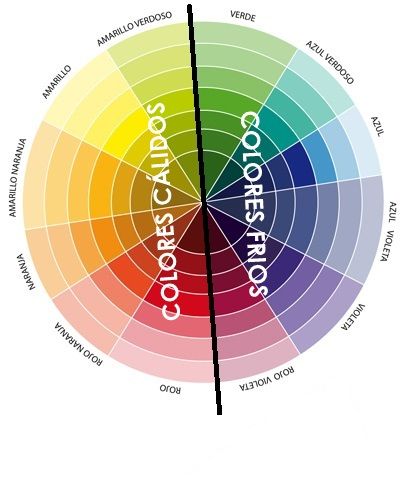 VERDE
AZUL VERDOSO
AZUL
AZUL VIOLETA
VIOLETA
ROJO VIOLETA
ROJO
ROJO NARANJA
NARANJA
AMARILLO NARANJA
AMARILLO
AMARILLO VERDOSO
COLORES CÁLIDOS
COLORES FRIOS